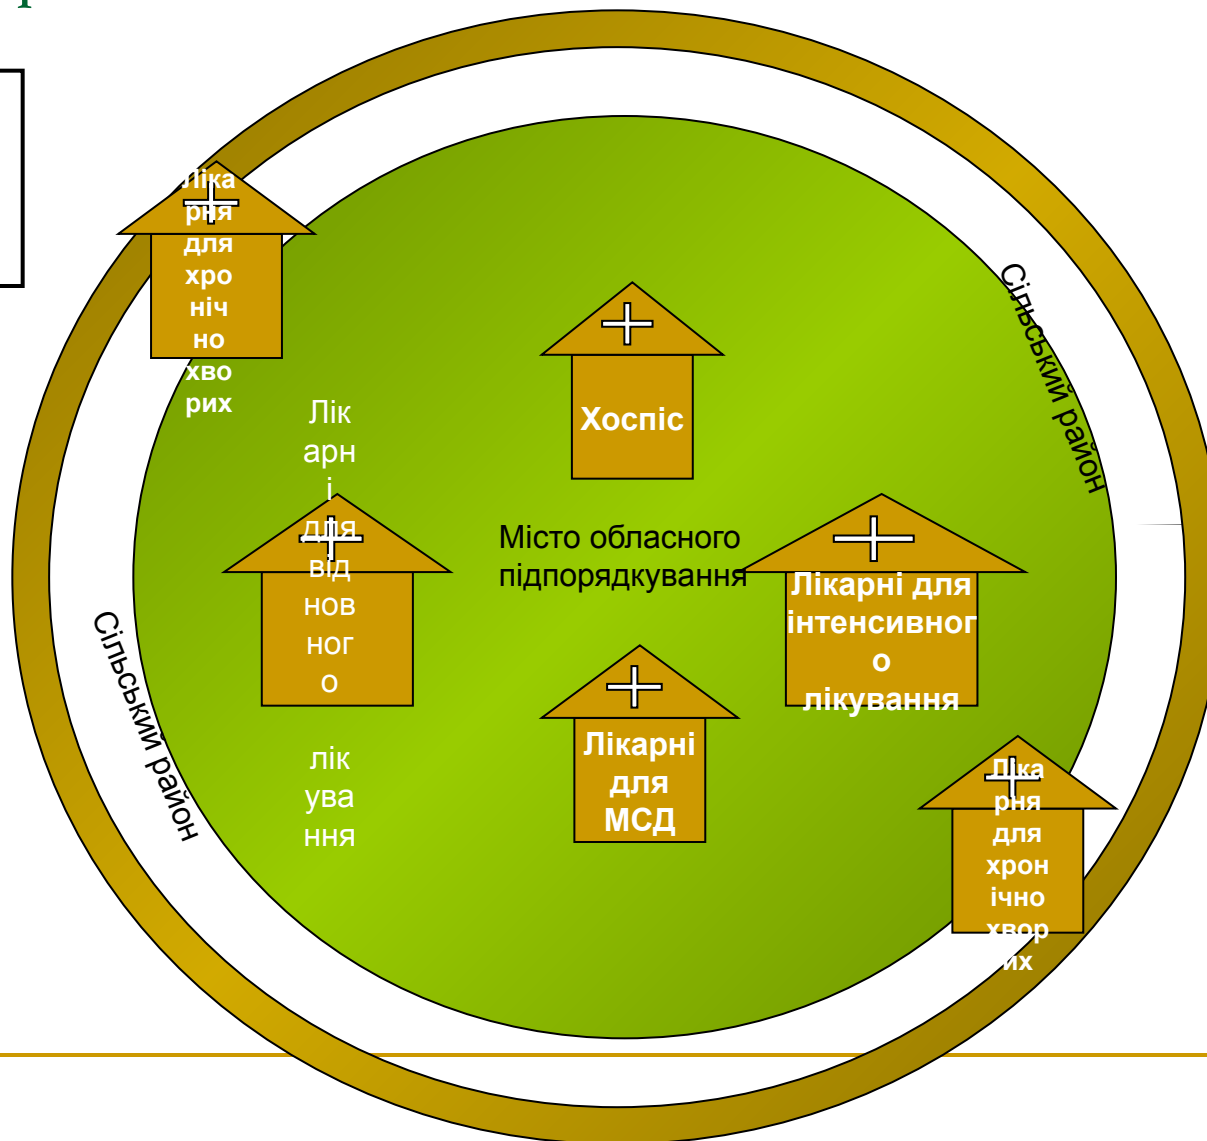 Ліка
рня
для
хро
ніч
но
хво
рих
Сільський район
Хоспіс
Лік
арн
і
для
від
нов
ног
о
лік
ува
ння
Місто обласного
підпорядкування
Лікарні для
інтенсивног
о
лікування
Сільський район
Лікарні
для
МСД
Ліка
рня
для
хрон
ічно
хвор
их